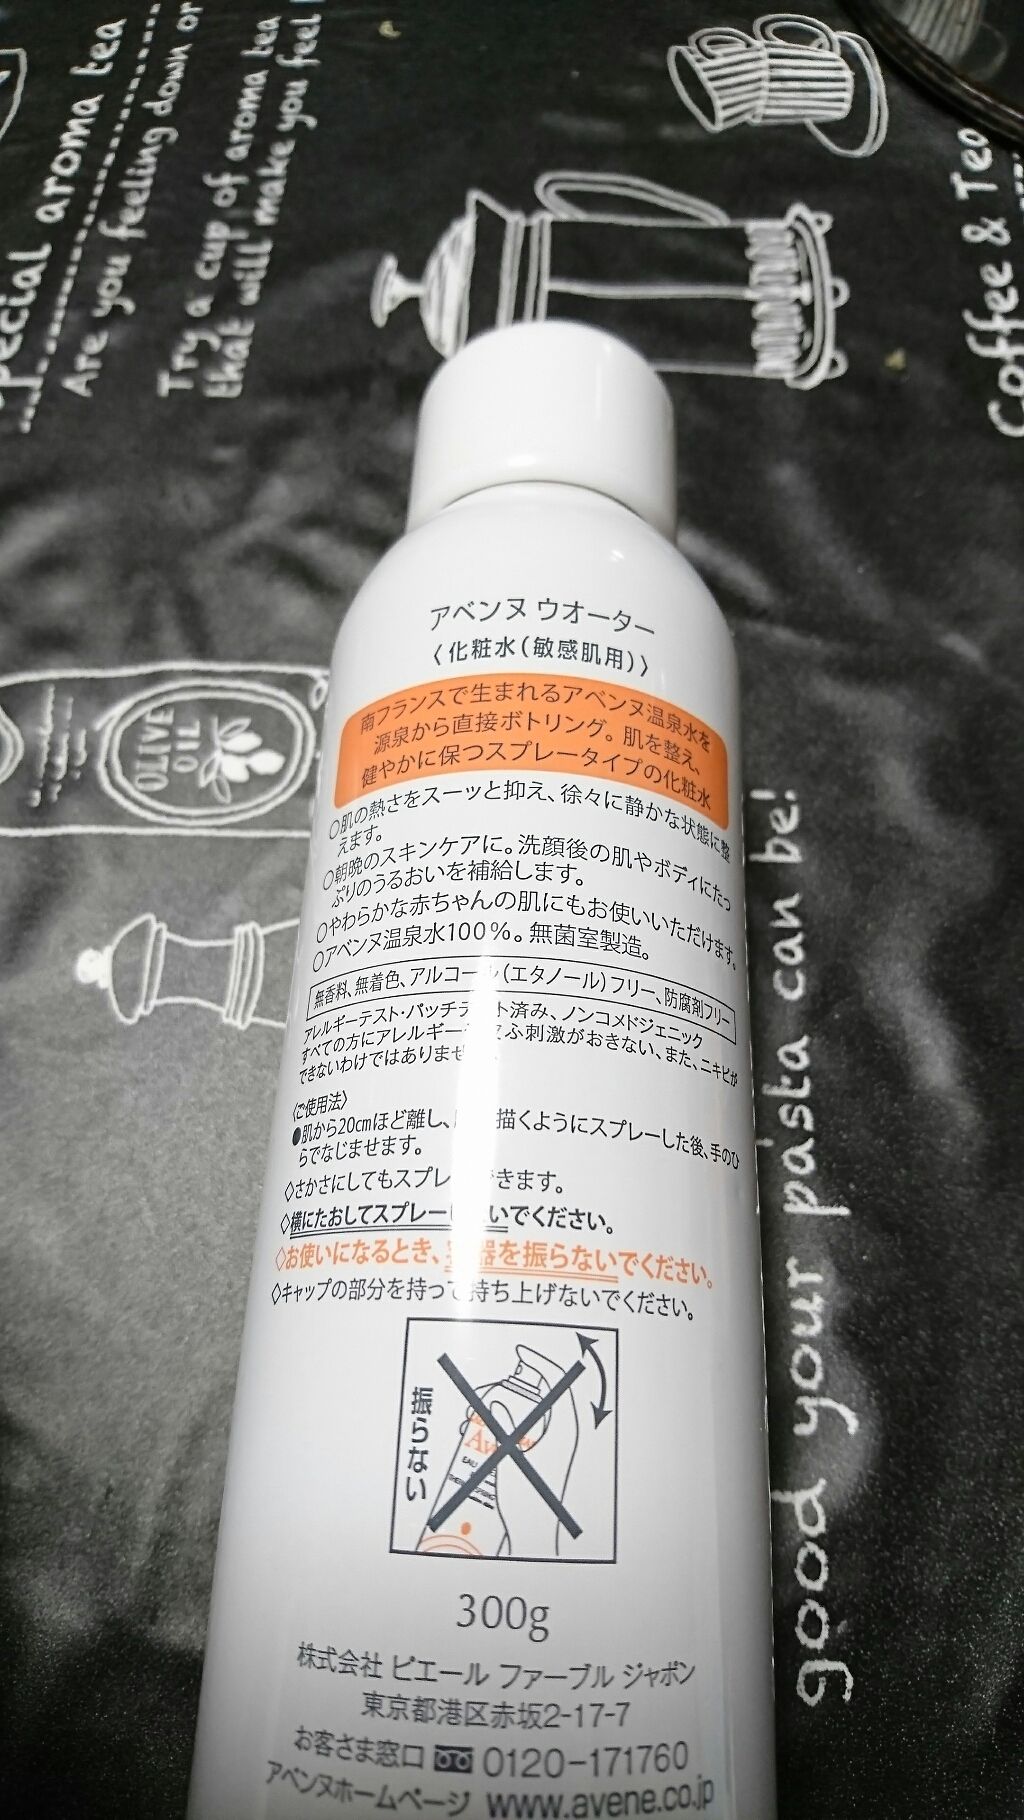 アベンヌ ウオーター
〈化粧水(敏感肌用)〉
南フランスで生まれるアベンヌ温泉水を
源泉から直接ボトリング。肌を整え、
健やかに保つスプレータイプの化粧水
○肌の熱さをスーッと抑え、徐々に静かな状態に整
えます。
○朝晩のスキンケアに。洗顔後の肌やボディにたっ
ぷりのうるおいを補給します。
○やわらかな赤ちゃんの肌にもお使いいただけます。
○アベンヌ温泉水100%。無菌室製造。
無香料、無着色、アルコール(エタノール)フリー、防腐剤フリー
アレルギーテスト・パッチテスト済み、ノンコメドジェニック
すべての方にアレルギー ふ刺激がおきない、また、ニキビが
できないわけではありませ
〈ご使用法〉
●肌から20cmほど離し、 描くようにスプレーした後、手のひ
らでなじませます。
◇さかさにしてもスプレ きます。
◇横にたおしてスプレー いでください。
◇お使いになるとき、容器を振らないでください。
◇キャップの部分を持って持ち上げないでください。
振らない
Av
EAU
300g
株式会社 ピエール ファーブル ジャポン
東京都港区赤坂2-17-7
お客さま窓口 0120-171760
アベンヌホームページ www.avene.co.jp
pecial aroma tea
Are you feeling down or
Try a cup of aroma tea
that will make you feel
Coffee & Tea
OLIVE
OIL
good your pasta can be!